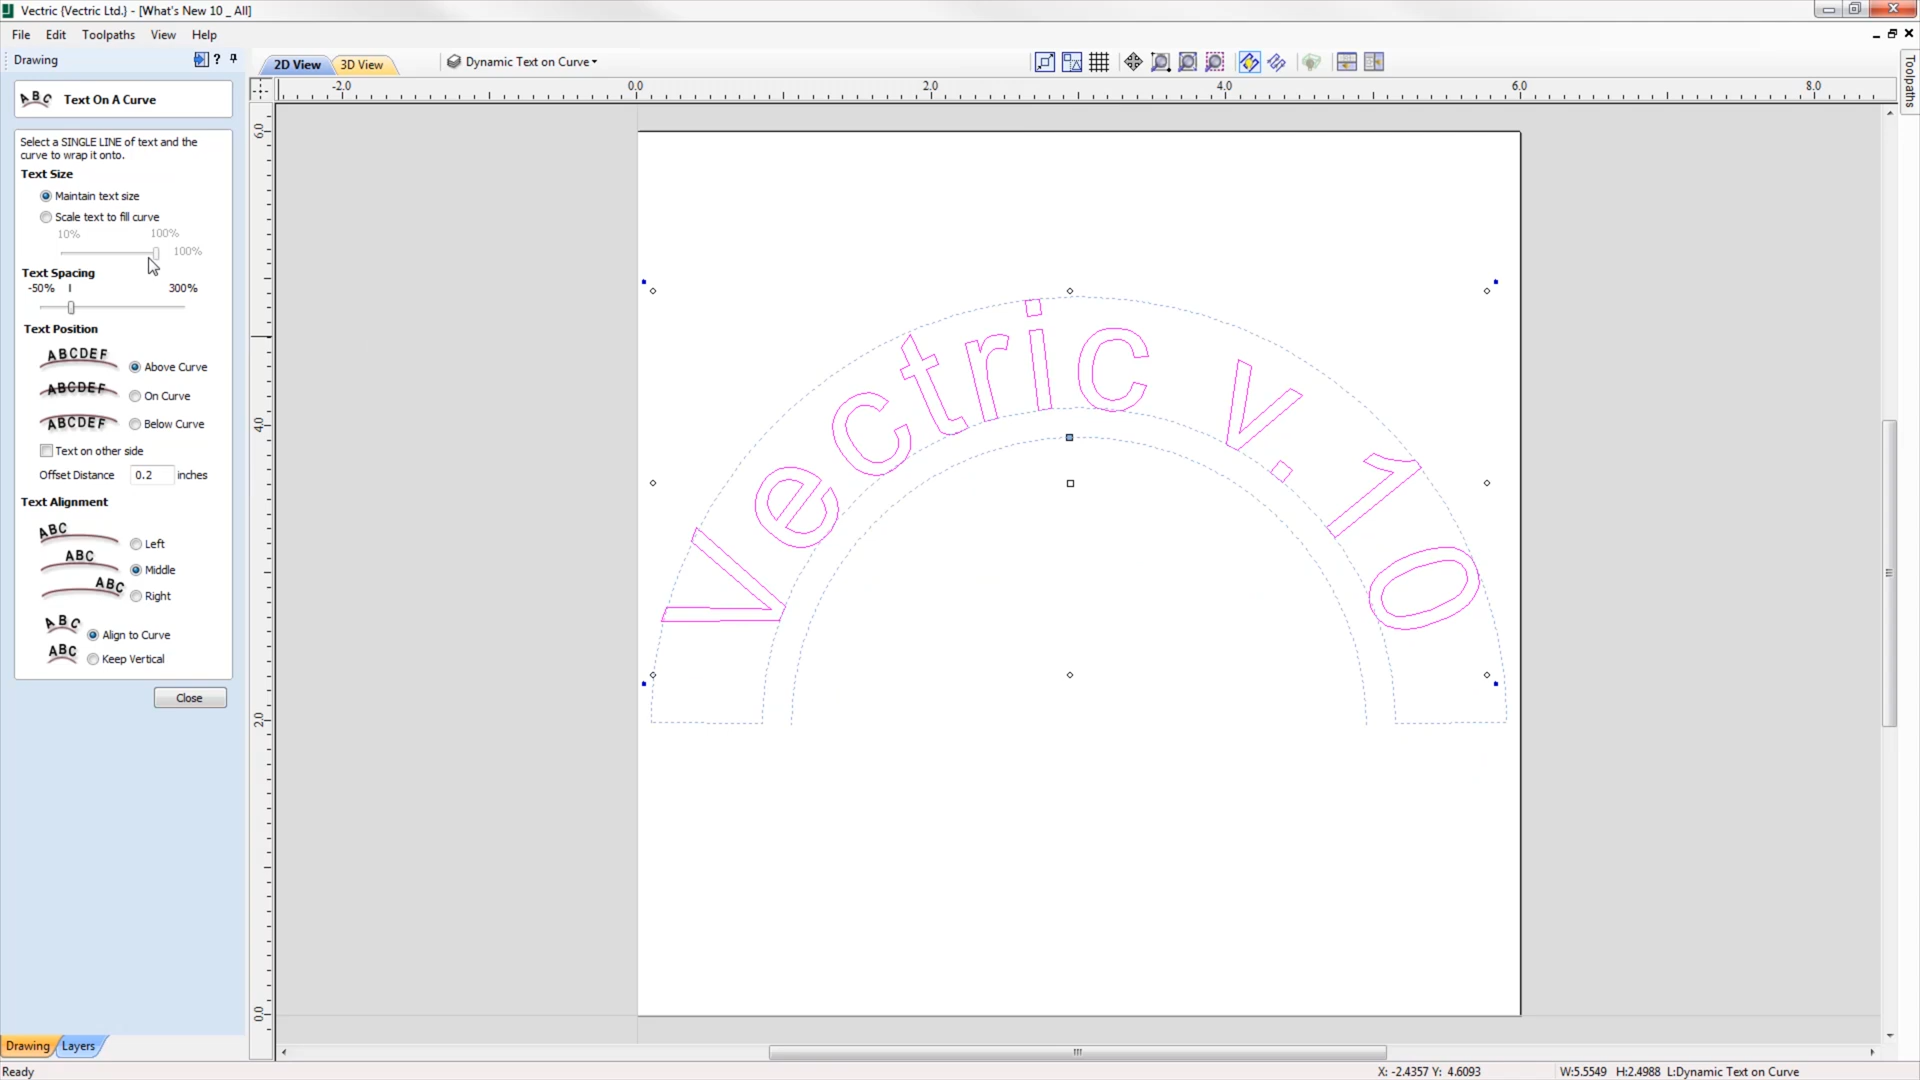 Vectric {Vectric Ltd.} - [What's New 10 _ All]
File Edit Toolpaths View Help
Drawing ?
2D View 3D View Dynamic Text on Curve
Toolpaths
-2.0 0.0 2.0 4.0 6.0 8.0
6.0
4.0
2.0
0.0
ABC Text On A Curve
Select a SINGLE LINE of text and the
curve to wrap it onto.
Text Size
Maintain text size
Scale text to fill curve
10% 100%
100%
Text Spacing
-50% 300%
Text Position
ABCDEF Above Curve
ABCDEF On Curve
ABCDEF Below Curve
Text on other side
Offset Distance 0.2 inches
Text Alignment
ABC Left
ABC Middle
ABC Right
ABC Align to Curve
ABC Keep Vertical
Close
Vectric v.10
Drawing Layers
Ready X: -2.4357 Y: 4.6093 W:5.5549 H:2.4988 L:Dynamic Text on Curve